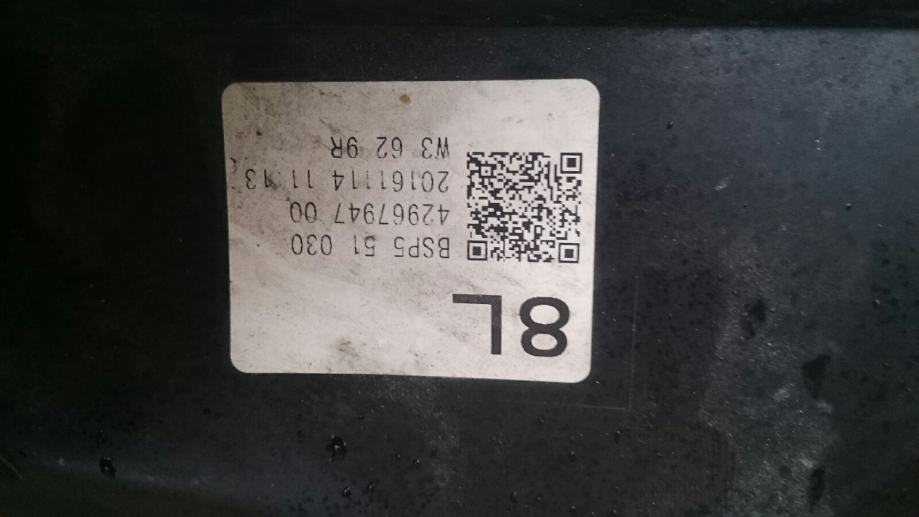 8L
BSP5 51 030
42967947 00
20161114 11 13
W3 62 9R